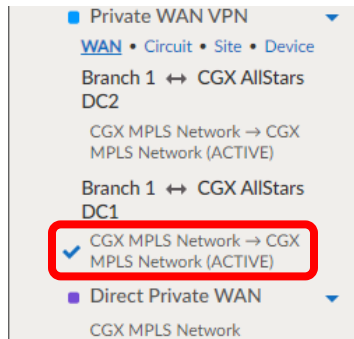 Private WAN VPN
WAN • Circuit • Site • Device
Branch 1 ↔ CGX AllStars
DC2
CGX MPLS Network → CGX
MPLS Network (ACTIVE)
Branch 1 ↔ CGX AllStars
DC1
CGX MPLS Network → CGX
MPLS Network (ACTIVE)
Direct Private WAN
CGX MPLS Network